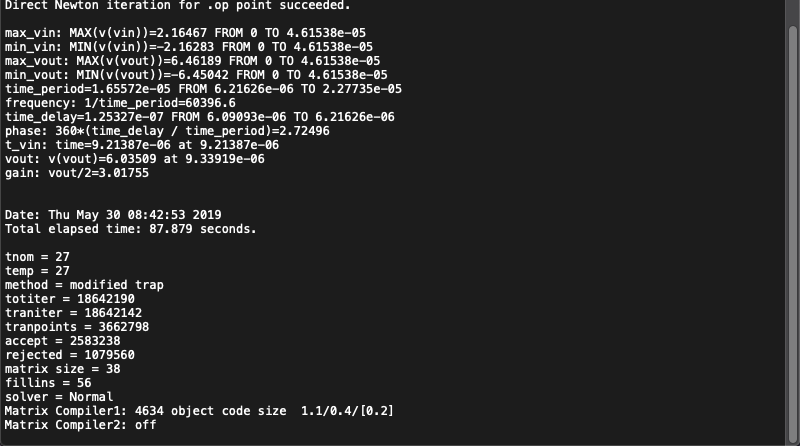 Direct Newton iteration for .op point succeeded.
max_vin: MAX(v(vin))=2.16467 FROM 0 TO 4.61538e-05
min_vin: MIN(v(vin))=-2.16283 FROM 0 TO 4.61538e-05
max_vout: MAX(v(vout))=6.46189 FROM 0 TO 4.61538e-05
min_vout: MIN(v(vout))=-6.45042 FROM 0 TO 4.61538e-05
time_period=1.65572e-05 FROM 6.21626e-06 TO 2.27735e-05
frequency: 1/time_period=60396.6
time_delay=1.25327e-07 FROM 6.09093e-06 TO 6.21626e-06
phase: 360*(time_delay / time_period)=2.72496
t_vin: time=9.21387e-06 at 9.21387e-06
vout: v(vout)=6.03509 at 9.33919e-06
gain: vout/2=3.01755
Date: Thu May 30 08:42:53 2019
Total elapsed time: 87.879 seconds.
tnom = 27
temp = 27
method = modified trap
totiter = 18642190
traniter = 18642142
tranpoints = 3662798
accept = 2583238
rejected = 1079560
matrix size = 38
fillins = 56
solver = Normal
Matrix Compiler1: 4634 object code size  1.1/0.4/[0.2]
Matrix Compiler2: off